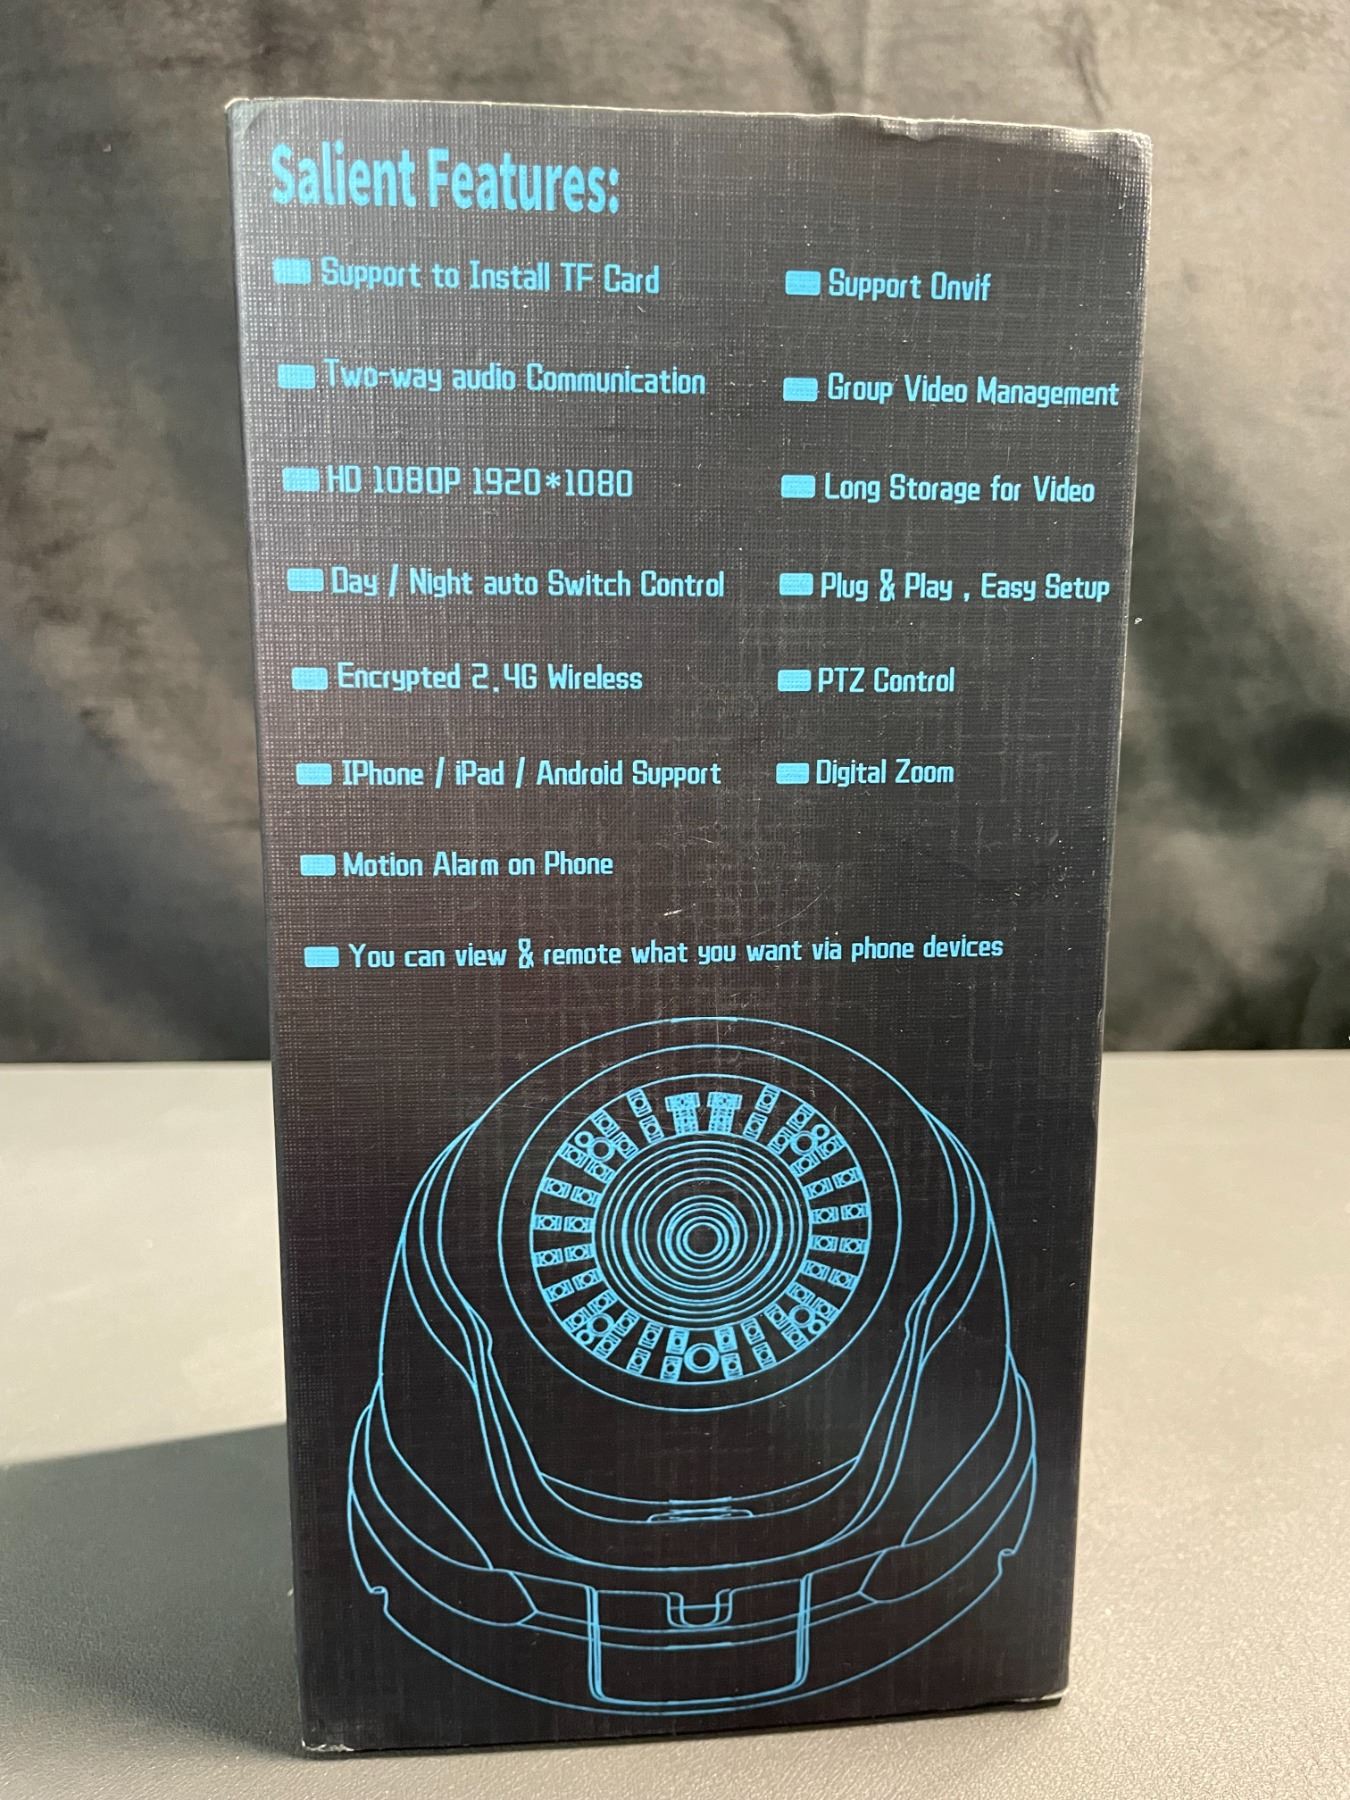 Salient Features:
Support to Install TF Card
Support Onvif
Two-way audio Communication
Group Video Management
HD 1080P 1920*1080
Long Storage for Video
Day / Night auto Switch Control
Plug & Play , Easy Setup
Encrypted 2.4G Wireless
PTZ Control
IPhone / iPad / Android Support
Digital Zoom
Motion Alarm on Phone
You can view & remote what you want via phone devices